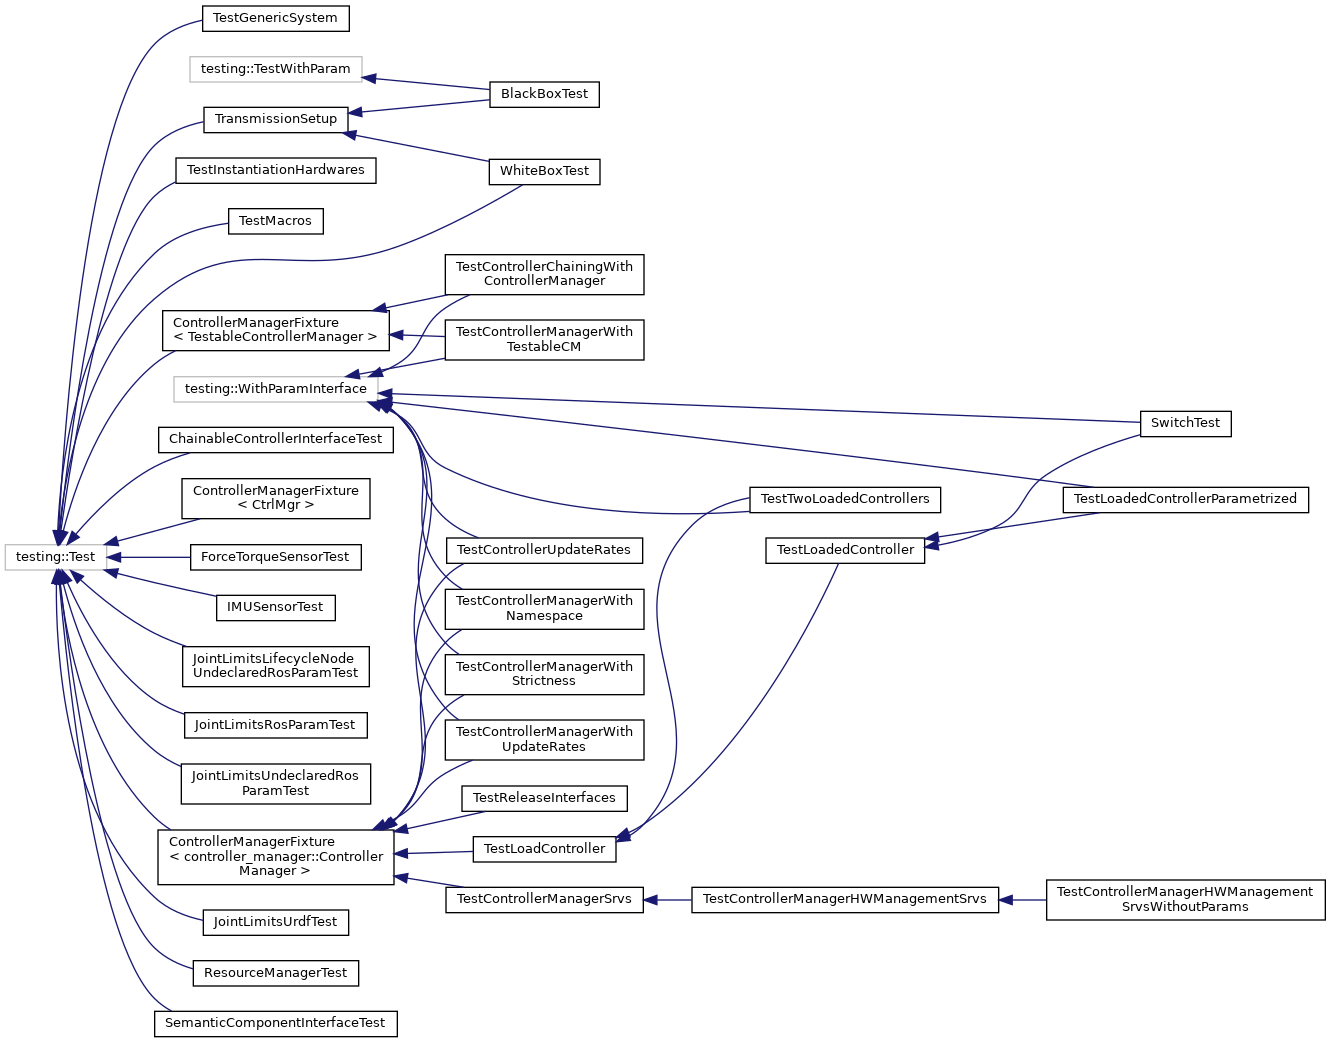 TestGenericSystem
testing::TestWithParam
BlackBoxTest
TransmissionSetup
TestInstantiationHardwares
WhiteBoxTest
TestMacros
TestControllerChainingWith
ControllerManager
ControllerManagerFixture
< TestableControllerManager >
TestControllerManagerWith
TestableCM
testing::WithParamInterface
SwitchTest
ChainableControllerInterfaceTest
ControllerManagerFixture
< CtrlMgr >
TestTwoLoadedControllers
TestLoadedControllerParametrized
testing::Test
ForceTorqueSensorTest
TestControllerUpdateRates
TestLoadedController
IMUSensorTest
TestControllerManagerWith
Namespace
JointLimitsLifecycleNode
UndeclaredRosParamTest
TestControllerManagerWith
Strictness
JointLimitsRosParamTest
TestControllerManagerWith
UpdateRates
JointLimitsUndeclaredRos
ParamTest
TestReleaseInterfaces
ControllerManagerFixture
< controller_manager::Controller
Manager >
TestLoadController
TestControllerManagerSrvs
TestControllerManagerHWManagementSrvs
TestControllerManagerHWManagement
SrvsWithoutParams
JointLimitsUrdfTest
ResourceManagerTest
SemanticComponentInterfaceTest